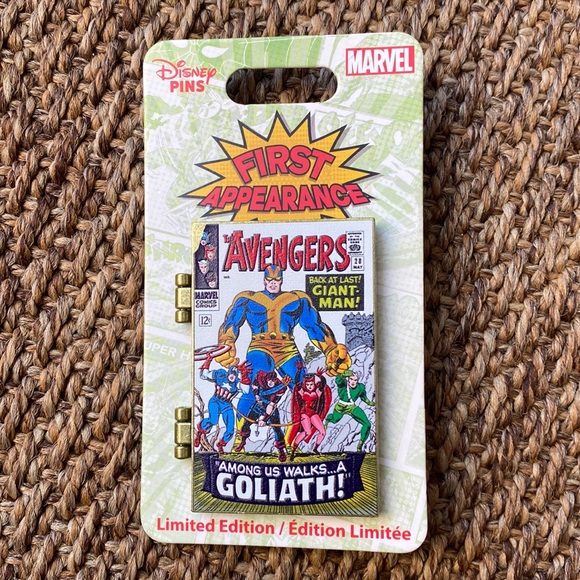 Disney
PINS
MARVEL
FIRST
APPEARANCE
THE AVENGERS
28
MAY
BACK AT LAST!
GIANT-
MAN!
MARVEL
COMICS
GROUP
12¢
"AMONG US WALKS...A
GOLIATH!"
Limited Edition / Édition Limitée